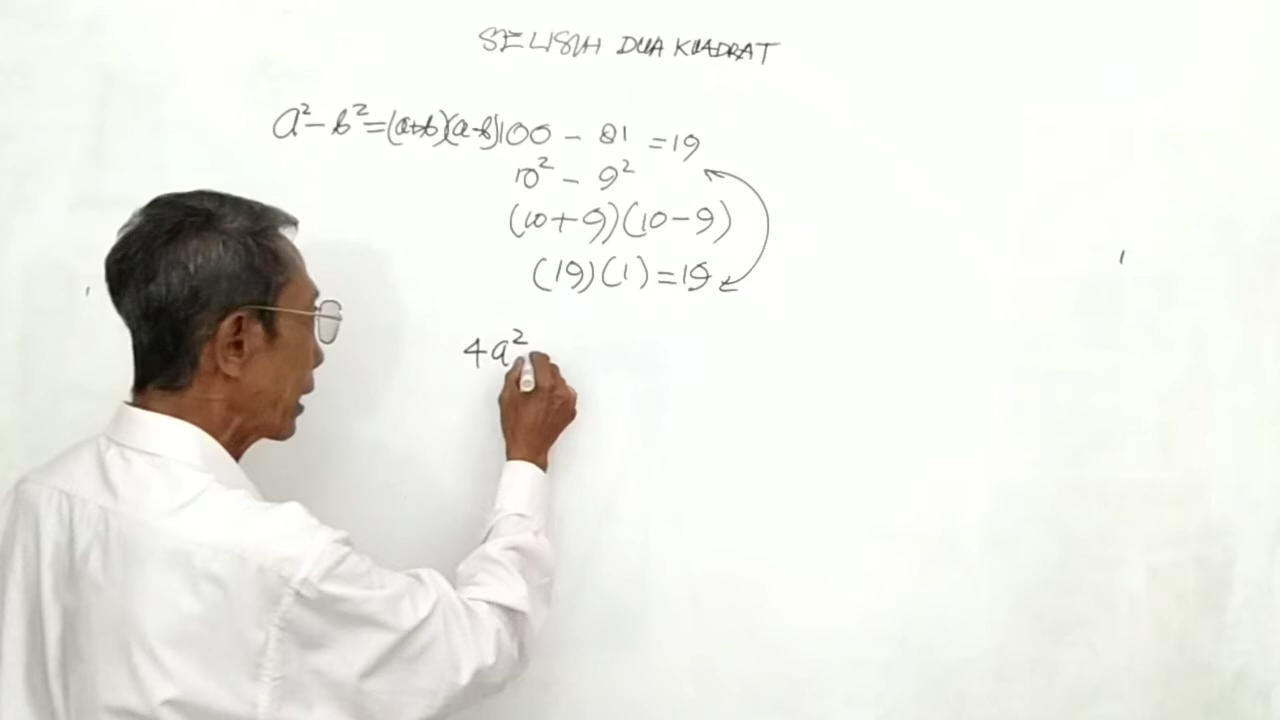 SELISIH DUA KUADRAT
a²-b²=(a+b)(a-b) 100 - 81 =19
10² - 9²
(10+9)(10-9)
(19)(1)=19
4a²